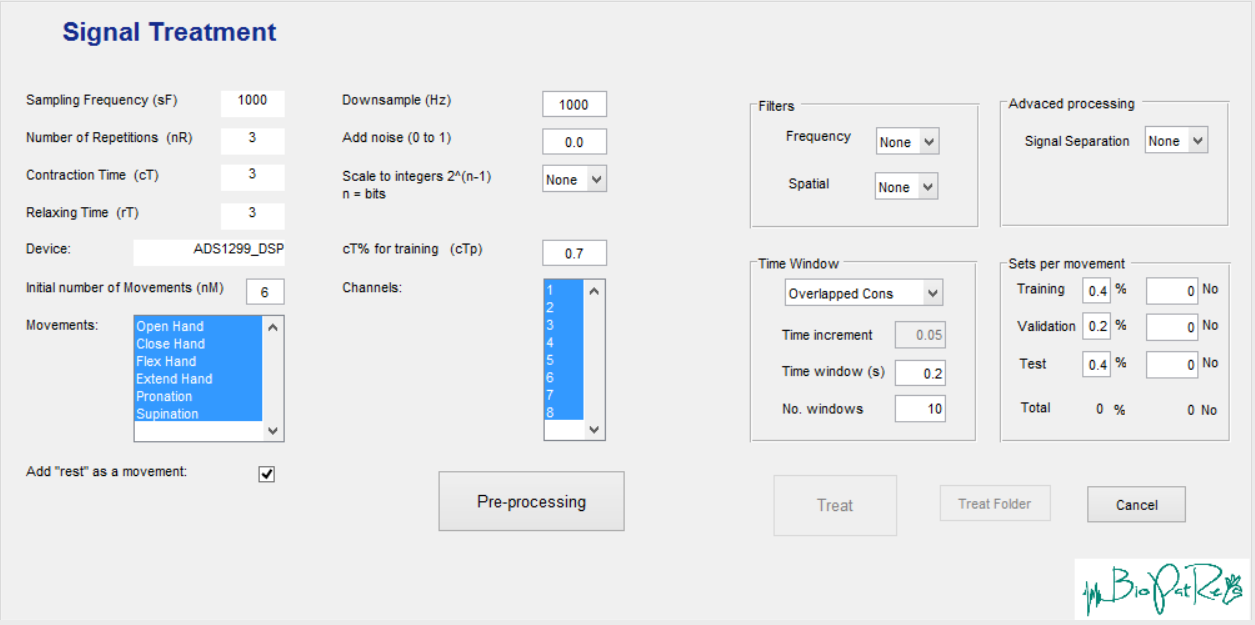 Signal Treatment
Sampling Frequency (sF) 1000
Number of Repetitions (nR) 3
Contraction Time (cT) 3
Relaxing Time (rT) 3
Device: ADS1299_DSP
Initial number of Movements (nM) 6
Movements:
Open Hand
Close Hand
Flex Hand
Extend Hand
Pronation
Supination
Add "rest" as a movement:
Downsample (Hz) 1000
Add noise (0 to 1) 0.0
Scale to integers 2^(n-1) None
n = bits
cT% for training (cTp) 0.7
Channels:
1
2
3
4
5
6
7
8
Pre-processing
Filters
Frequency None
Spatial None
Advaced processing
Signal Separation None
Time Window
Overlapped Cons
Time increment 0.05
Time window (s) 0.2
No. windows 10
Sets per movement
Training 0.4 % 0 No
Validation 0.2 % 0 No
Test 0.4 % 0 No
Total 0 % 0 No
Treat
Treat Folder
Cancel
BioPatRec